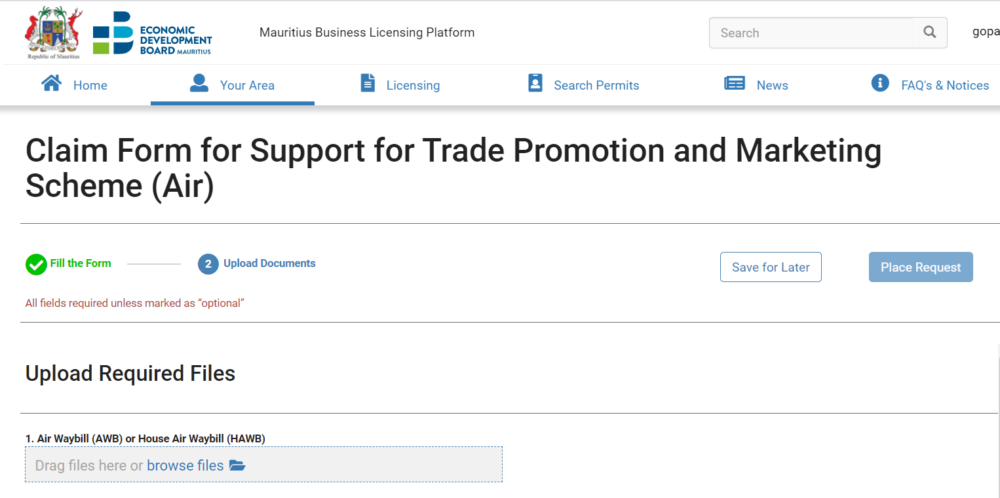 Republic of Mauritius
ECONOMIC
DEVELOPMENT
BOARD MAURITIUS
Mauritius Business Licensing Platform
Search
gopa
Home
Your Area
Licensing
Search Permits
News
FAQ's & Notices
Claim Form for Support for Trade Promotion and Marketing
Scheme (Air)
Fill the Form
2 Upload Documents
Save for Later
Place Request
All fields required unless marked as “optional”
Upload Required Files
1. Air Waybill (AWB) or House Air Waybill (HAWB)
Drag files here or browse files